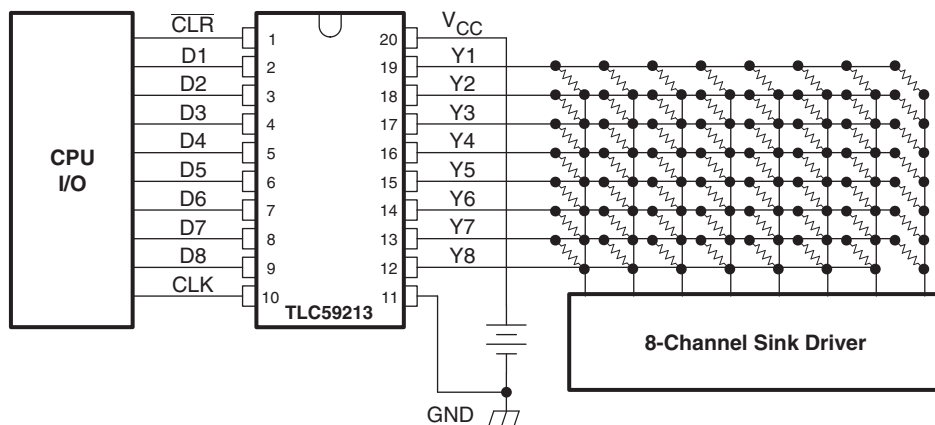 CLR
D1
D2
D3
D4
D5
D6
D7
D8
CLK
CPU
I/O
1
2
3
4
5
6
7
8
9
10
20
19
18
17
16
15
14
13
12
11
TLC59213
VCC
Y1
Y2
Y3
Y4
Y5
Y6
Y7
Y8
GND
8-Channel Sink Driver